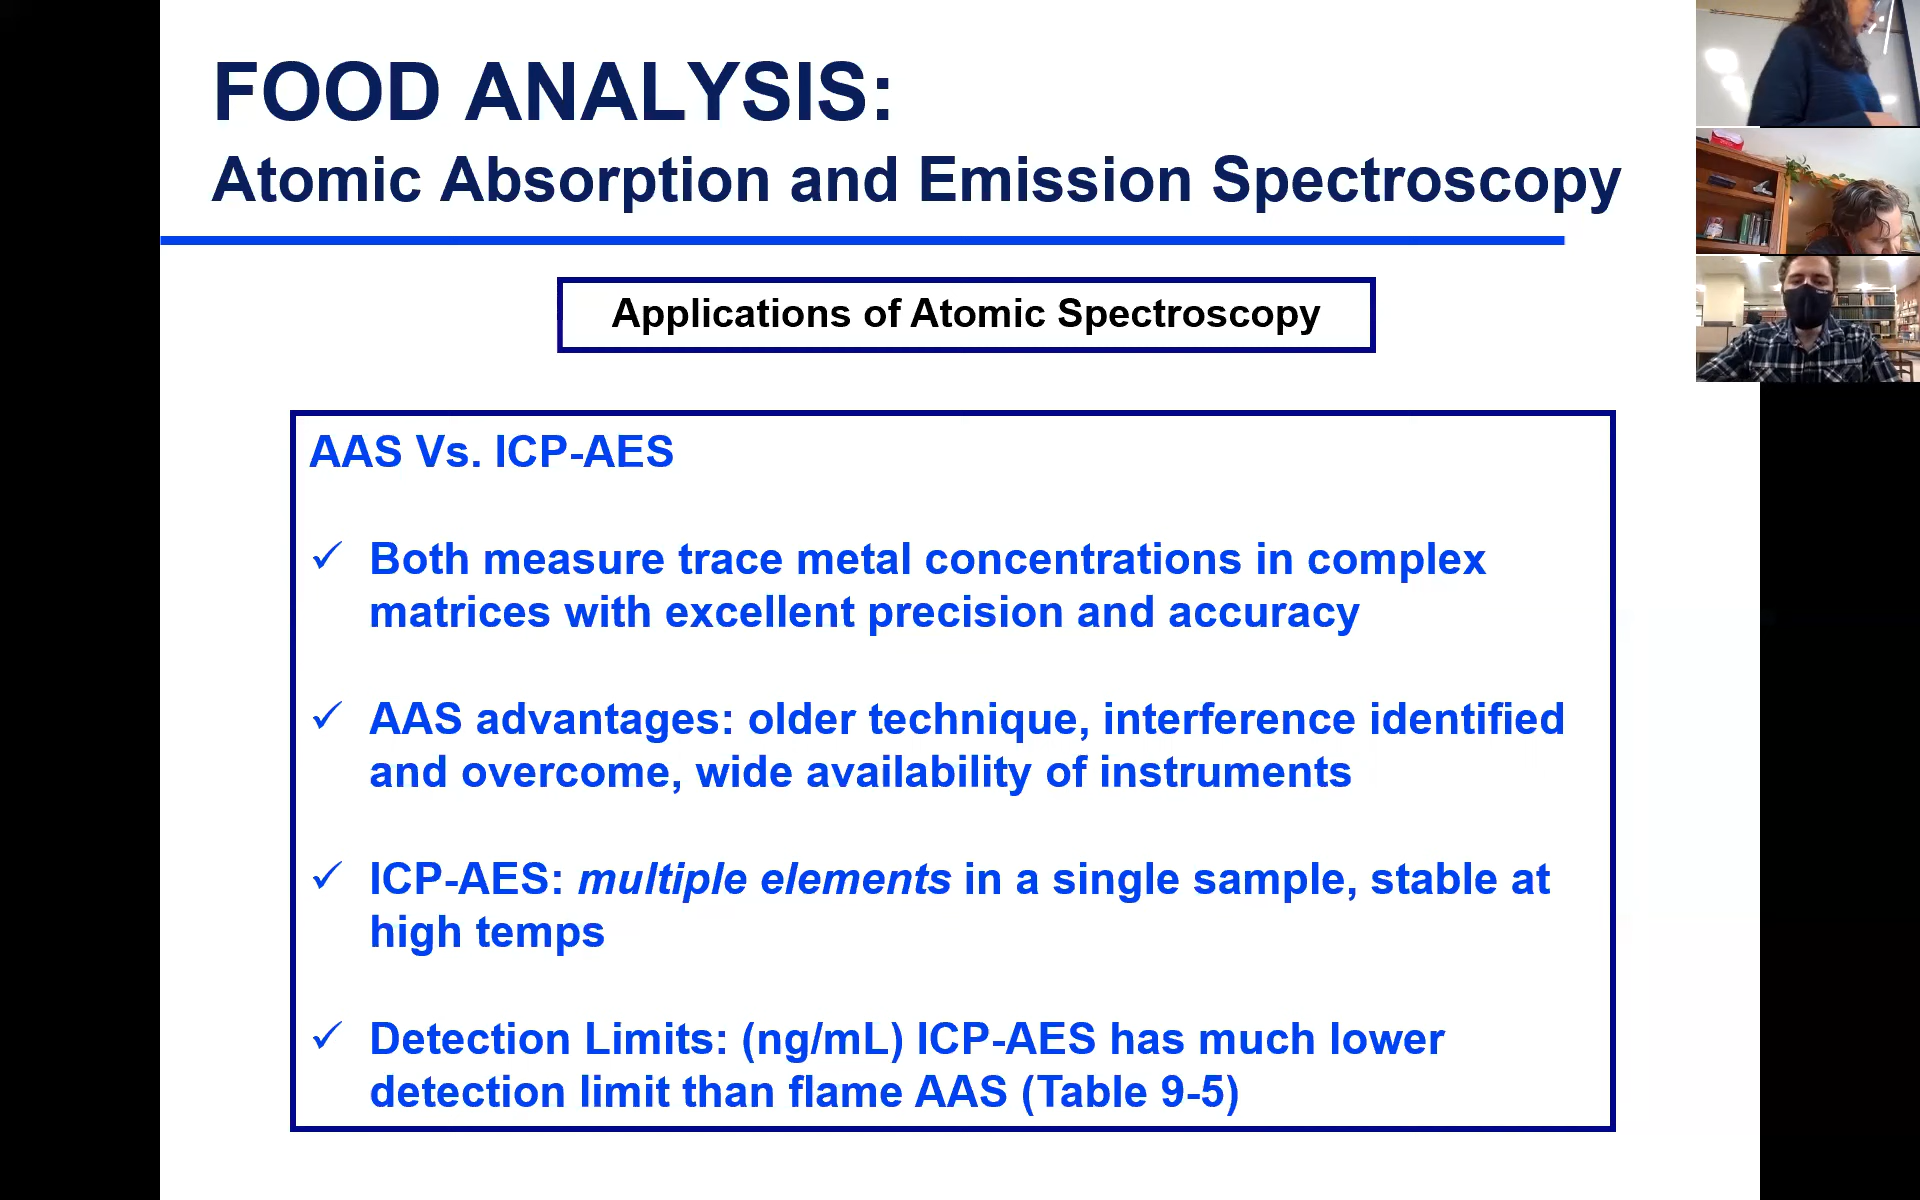 FOOD ANALYSIS:
Atomic Absorption and Emission Spectroscopy
Applications of Atomic Spectroscopy
AAS Vs. ICP-AES
✓ Both measure trace metal concentrations in complex
matrices with excellent precision and accuracy
✓ AAS advantages: older technique, interference identified
and overcome, wide availability of instruments
✓ ICP-AES: multiple elements in a single sample, stable at
high temps
✓ Detection Limits: (ng/mL) ICP-AES has much lower
detection limit than flame AAS (Table 9-5)